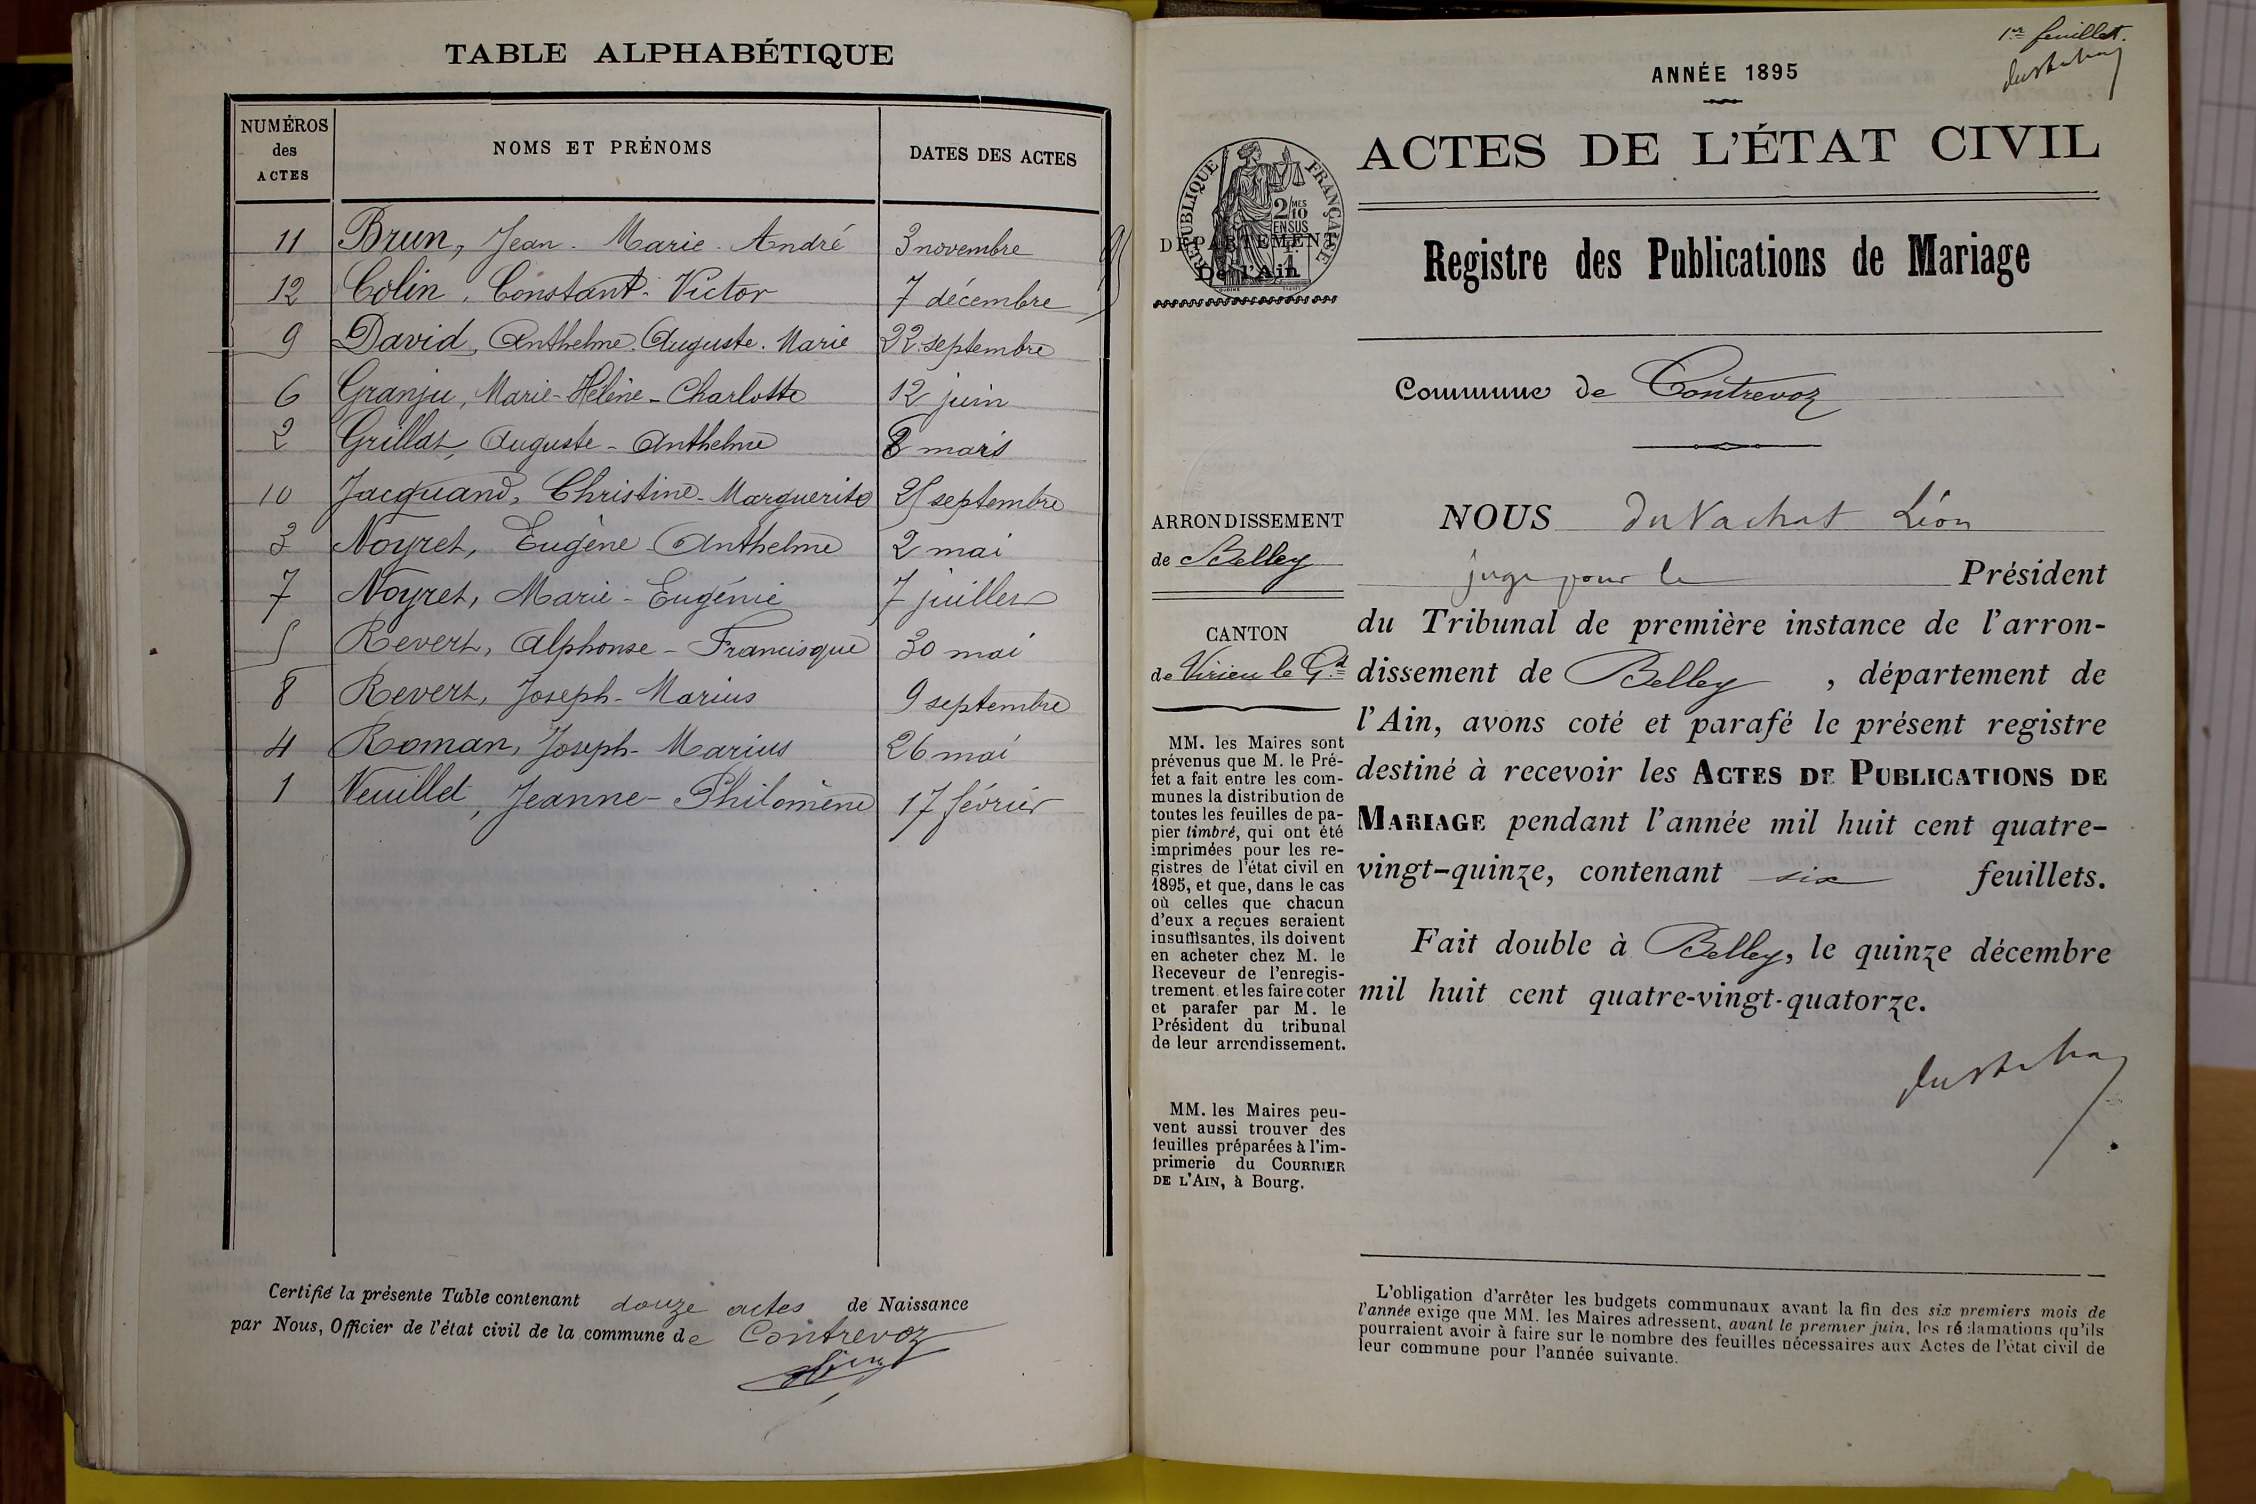 TABLE ALPHABÉTIQUE
NUMÉROS des ACTES NOMS ET PRÉNOMS DATES DES ACTES
11 Brun, Jean-Marie-André 3 novembre
12 Colin, Constant-Victor 7 décembre
9 David, Anthelme-Auguste-Marie 22 septembre
6 Granju, Marie-Hélène-Charlotte 12 juin
2 Grillat, Auguste-Anthelme 8 mars
10 Jacquand, Christine-Marguerite 25 septembre
3 Noyret, Eugène-Anthelme 2 mai
7 Noyret, Marie-Eugénie 7 juillet
5 Revert, Alphonse-Francisque 30 mai
8 Revert, Joseph-Marius 9 septembre
4 Roman, Joseph-Marius 26 mai
1 Veuillet, Jeanne-Philomène 17 février
Certifié la présente Table contenant douze actes de Naissance
par Nous, Officier de l'état civil de la commune de Contrevoz
1er feuillet.
ANNÉE 1895
ACTES DE L'ÉTAT CIVIL
RÉPUBLIQUE FRANÇAISE
2/10 MES
EN SUS
DÉPARTEMENT
De l'Ain
Registre des Publications de Mariage
Commune de Contrevoz
ARRONDISSEMENT
de Belley
CANTON
de Virieu le Gd
MM. les Maires sont
prévenus que M. le Pré-
fet a fait entre les com-
munes la distribution de
toutes les feuilles de pa-
pier timbré, qui ont été
imprimées pour les re-
gistres de l'état civil en
1895, et que, dans le cas
où celles que chacun
d'eux a reçues seraient
insuffisantes, ils doivent
en acheter chez M. le
Receveur de l'enregis-
trement et les faire coter
et parafer par M. le
Président du tribunal
de leur arrondissement.
MM. les Maires peu-
vent aussi trouver des
feuilles préparées à l'im-
primerie du COURRIER
DE L'AIN, à Bourg.
NOUS du Vachat Léon
juge pour le Président
du Tribunal de première instance de l'arron-
dissement de Belley, département de
l'Ain, avons coté et parafé le présent registre
destiné à recevoir les ACTES DE PUBLICATIONS DE
MARIAGE pendant l'année mil huit cent quatre-
vingt-quinze, contenant six feuillets.
Fait double à Belley, le quinze décembre
mil huit cent quatre-vingt-quatorze.
L'obligation d'arrêter les budgets communaux avant la fin des six premiers mois de
l'année exige que MM. les Maires adressent, avant le premier juin, les réclamations qu'ils
pourraient avoir à faire sur le nombre des feuilles nécessaires aux Actes de l'état civil de
leur commune pour l'année suivante.